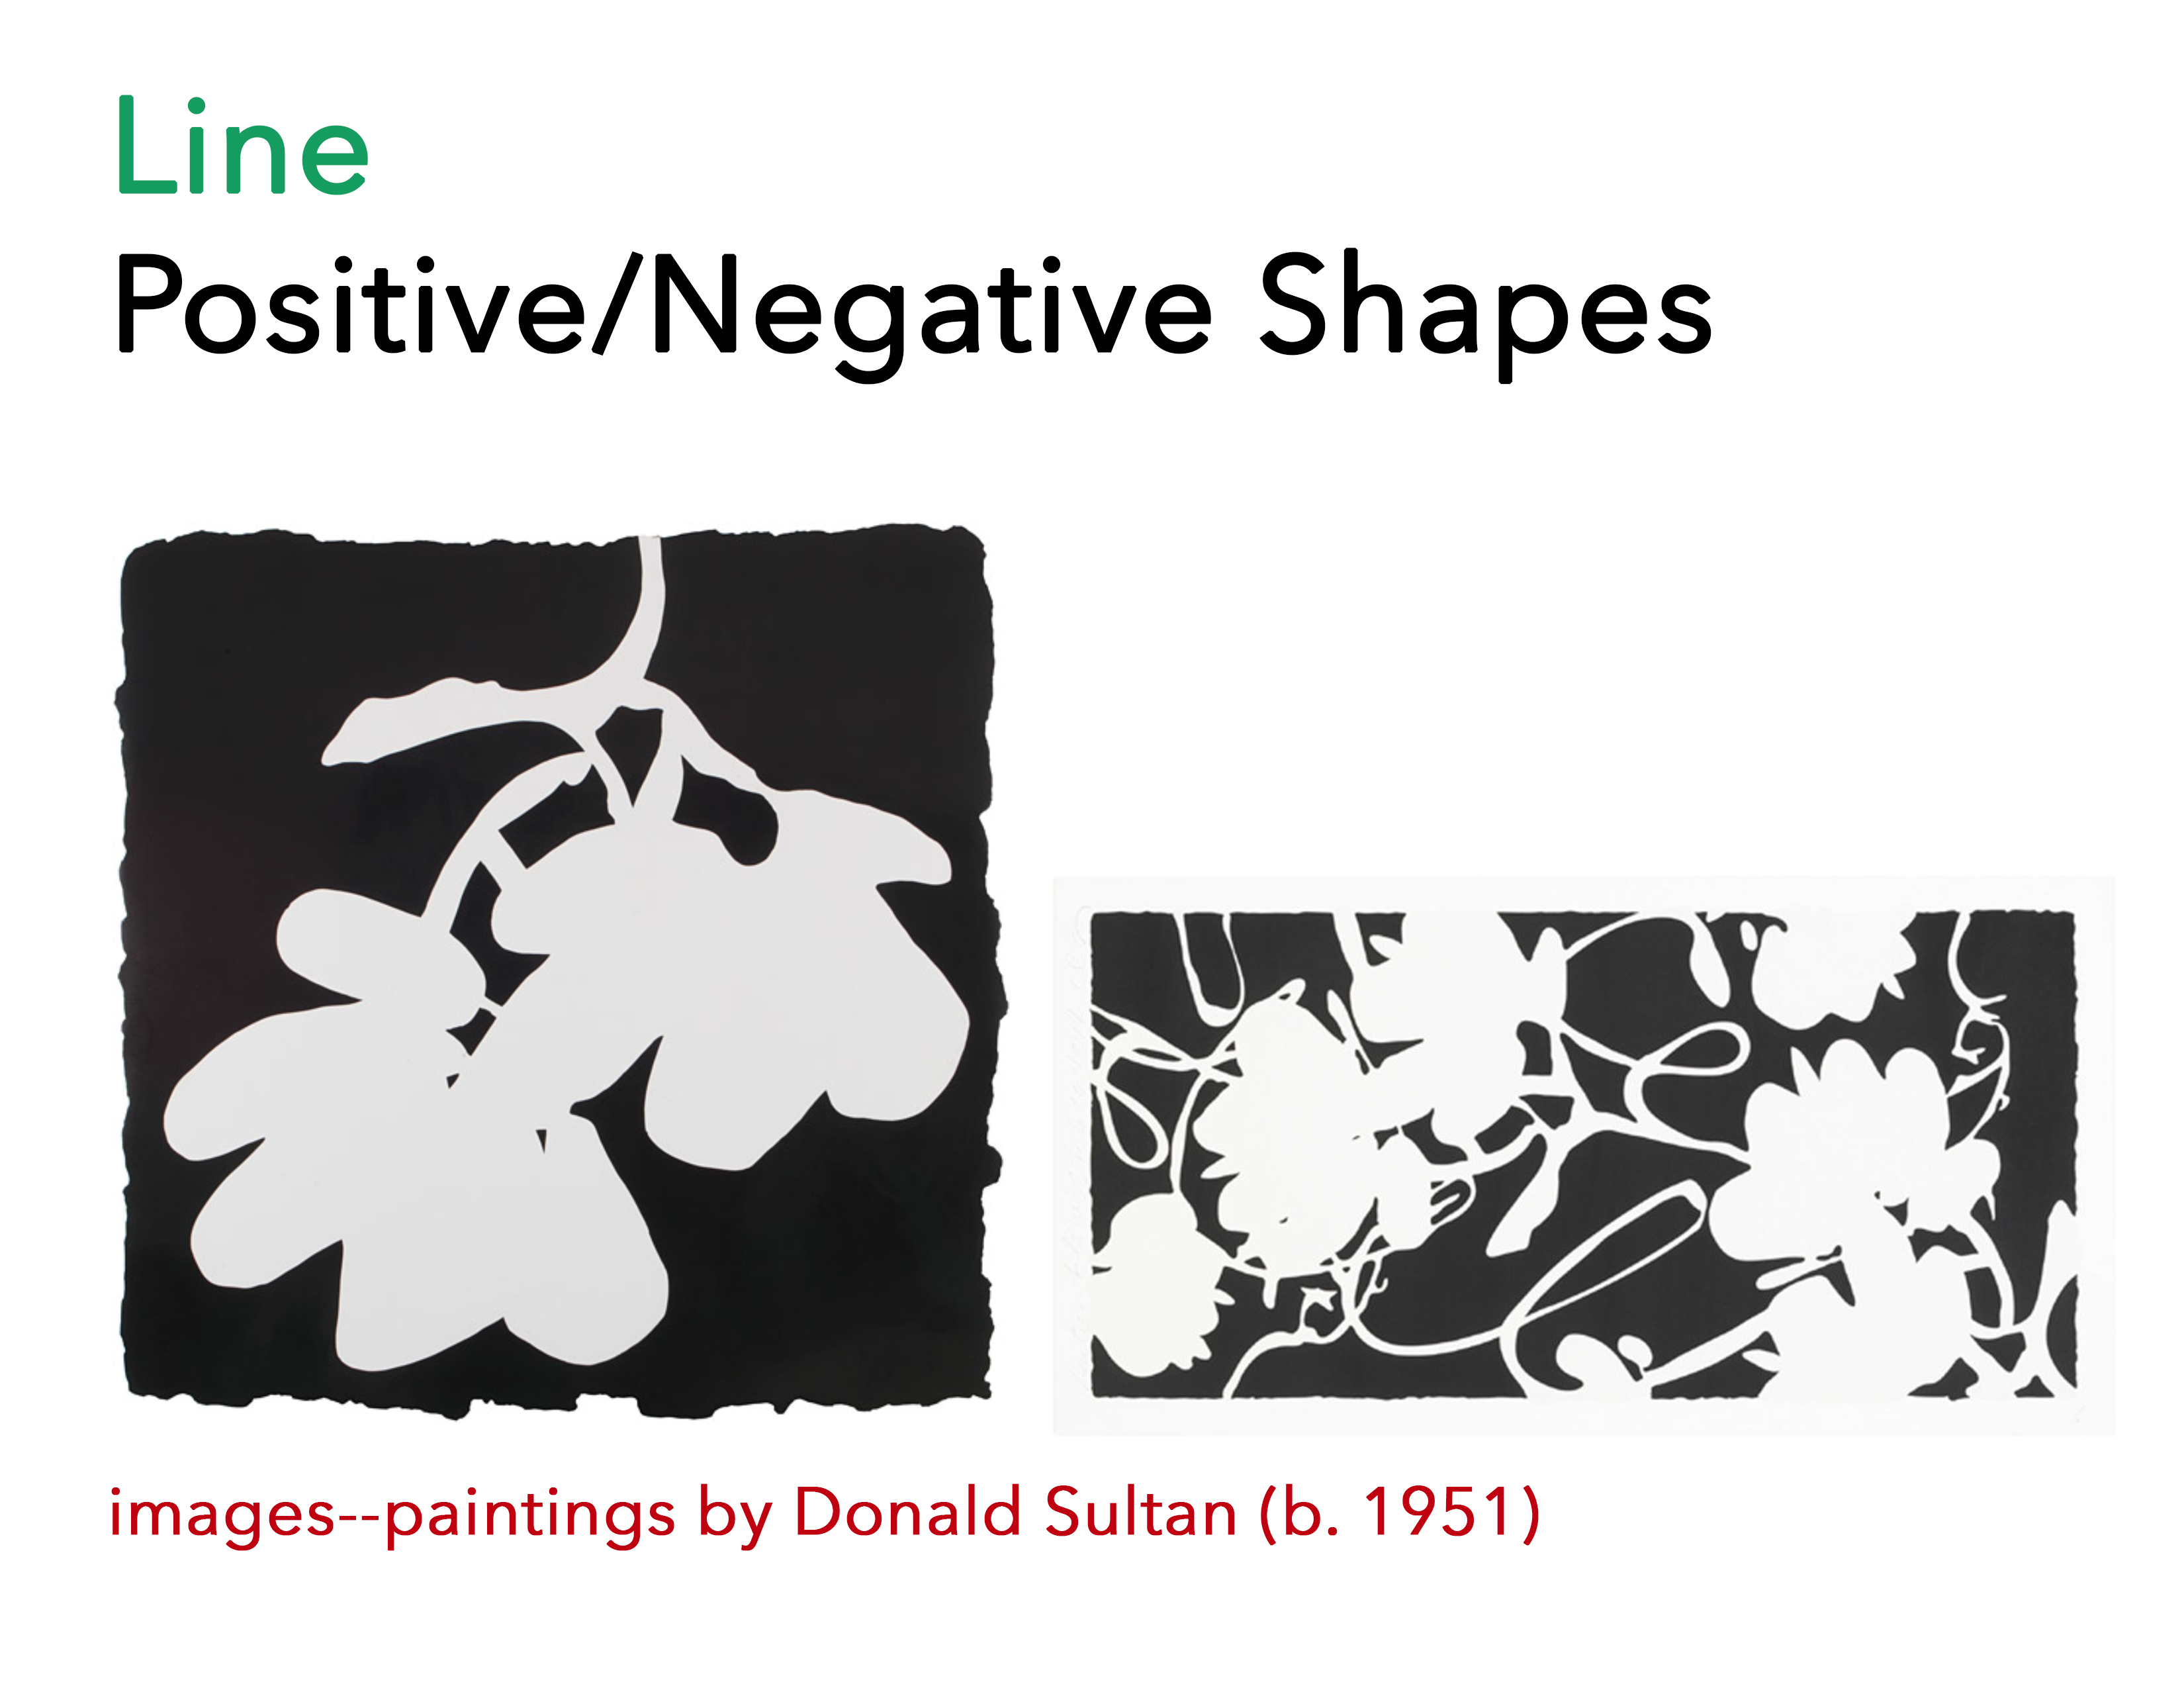 Line
Positive/Negative Shapes
images--paintings by Donald Sultan (b. 1951)